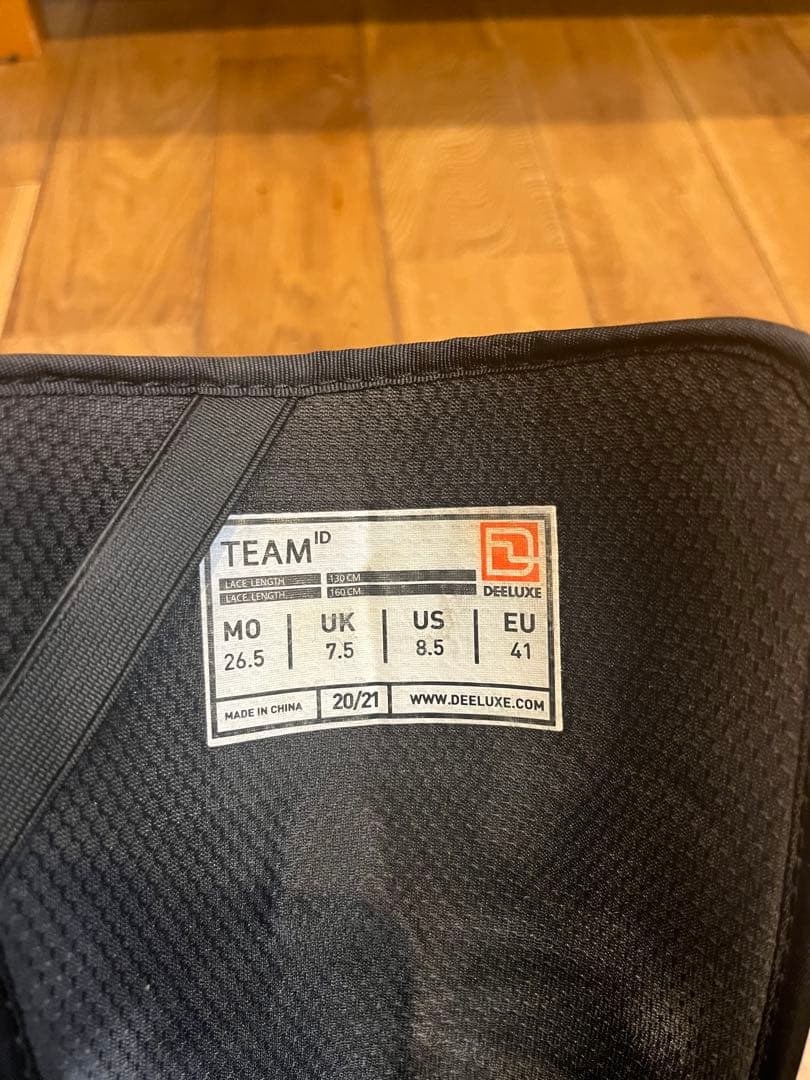 TEAM ID
DEELUXE
LACE LENGTH 130 CM
LACE LENGTH 160 CM
MO UK US EU
26.5 7.5 8.5 41
MADE IN CHINA 20/21 WWW.DEELUXE.COM